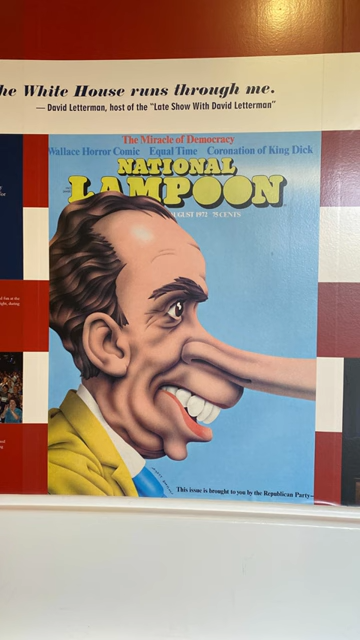 he White House runs through me.
— David Letterman, host of the "Late Show With David Letterman"
The Miracle of Democracy
Wallace Horror Comic Equal Time Coronation of King Dick
NATIONAL
LAMPOON
AUGUST 1972 75 CENTS
This issue is brought to you by the Republican Party—